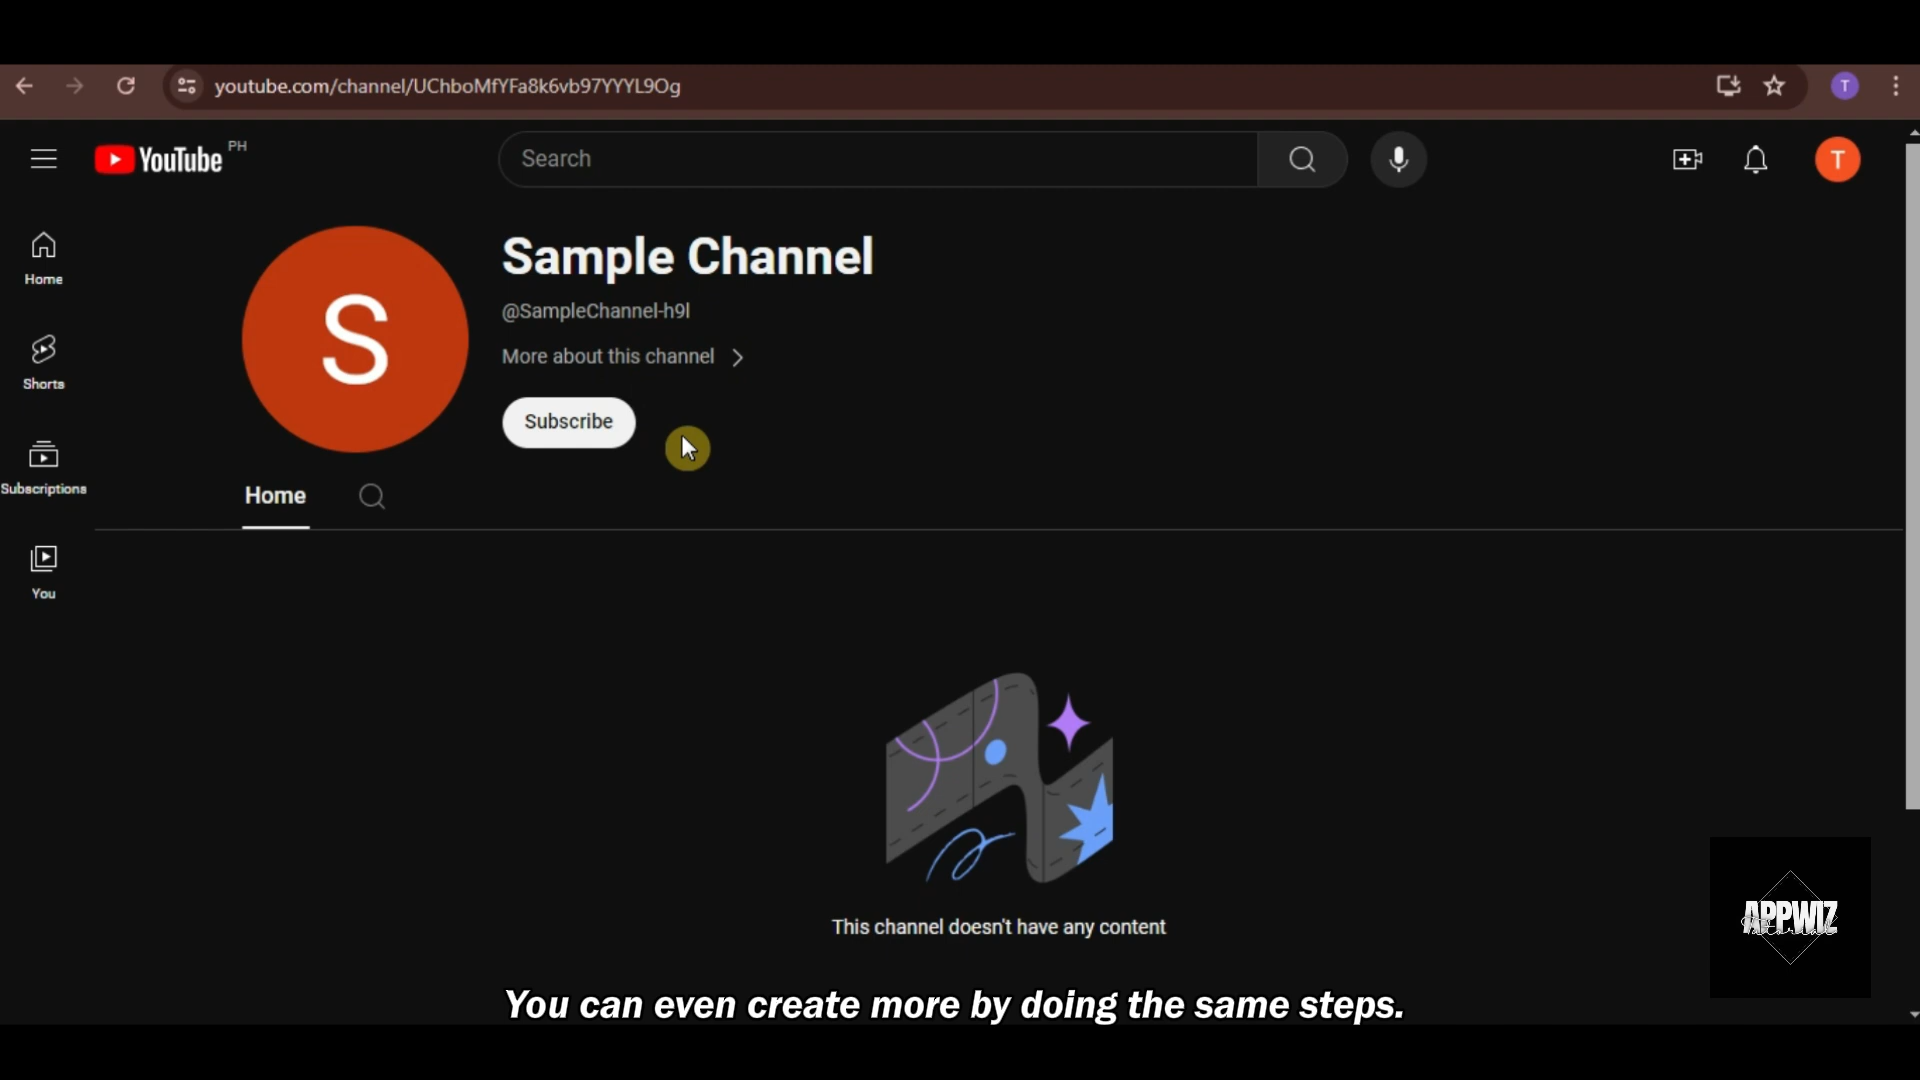 youtube.com/channel/UChboMfYFa8k6vb97YYYL9Og
T
YouTube PH
Search
T
Home
Shorts
Subscriptions
You
S
Sample Channel
@SampleChannel-h9l
More about this channel
Subscribe
Home
This channel doesn't have any content
APPWIZ
You can even create more by doing the same steps.